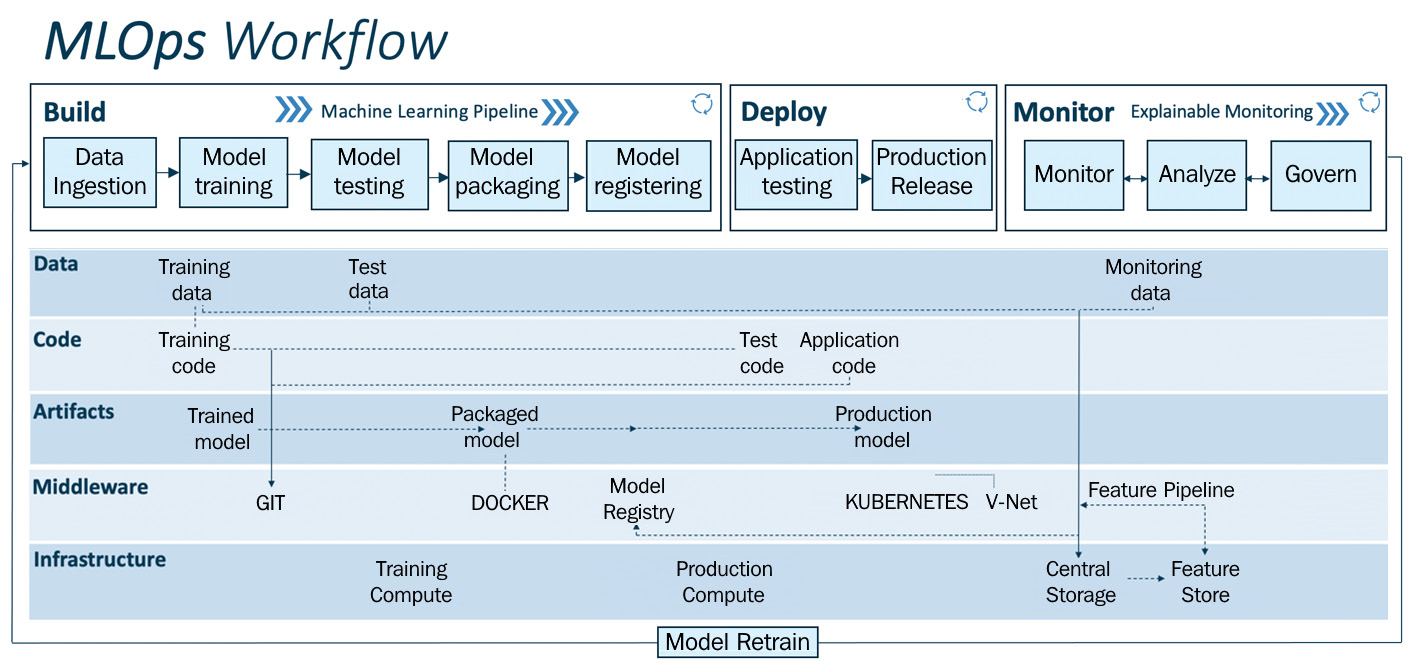 MLOps Workflow
Build
Machine Learning Pipeline
Data
Ingestion
Model
training
Model
testing
Model
packaging
Model
registering
Deploy
Application
testing
Production
Release
Monitor
Explainable Monitoring
Monitor
Analyze
Govern
Data
Training
data
Test
data
Monitoring
data
Code
Training
code
Test
code
Application
code
Artifacts
Trained
model
Packaged
model
Production
model
Middleware
GIT
DOCKER
Model
Registry
KUBERNETES
V-Net
Feature Pipeline
Infrastructure
Training
Compute
Production
Compute
Central
Storage
Feature
Store
Model Retrain